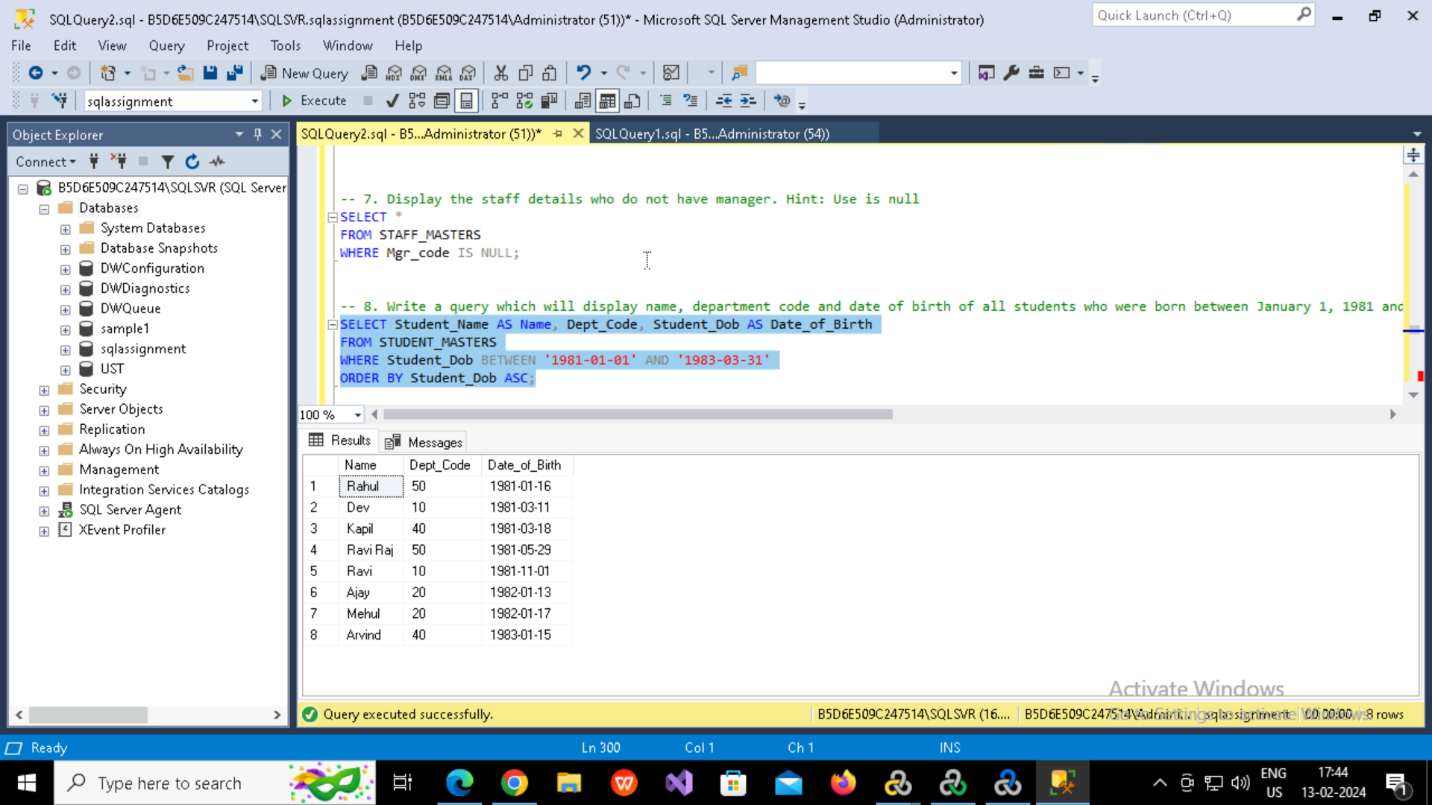 SQLQuery2.sql - B5D6E509C247514\SQLSVR.sqlassignment (B5D6E509C247514\Administrator (51))* - Microsoft SQL Server Management Studio (Administrator)
Quick Launch (Ctrl+Q)
File Edit View Query Project Tools Window Help
New Query
sqlassignment Execute
Object Explorer
SQLQuery2.sql - B5...Administrator (51))* SQLQuery1.sql - B5...Administrator (54))
Connect
B5D6E509C247514\SQLSVR (SQL Server
Databases
System Databases
Database Snapshots
DWConfiguration
DWDiagnostics
DWQueue
sample1
sqlassignment
UST
Security
Server Objects
Replication
Always On High Availability
Management
Integration Services Catalogs
SQL Server Agent
XEvent Profiler
-- 7. Display the staff details who do not have manager. Hint: Use is null
SELECT *
FROM STAFF_MASTERS
WHERE Mgr_code IS NULL;
-- 8. Write a query which will display name, department code and date of birth of all students who were born between January 1, 1981 and
SELECT Student_Name AS Name, Dept_Code, Student_Dob AS Date_of_Birth
FROM STUDENT_MASTERS
WHERE Student_Dob BETWEEN '1981-01-01' AND '1983-03-31'
ORDER BY Student_Dob ASC;
100 %
Results Messages
Name Dept_Code Date_of_Birth
1 Rahul 50 1981-01-16
2 Dev 10 1981-03-11
3 Kapil 40 1981-03-18
4 Ravi Raj 50 1981-05-29
5 Ravi 10 1981-11-01
6 Ajay 20 1982-01-13
7 Mehul 20 1982-01-17
8 Arvind 40 1983-01-15
Activate Windows
Query executed successfully. B5D6E509C247514\SQLSVR (16.... B5D6E509C247514\Admini... sqlassignment 00:00:00 8 rows
Go to Settings to activate Windows.
Ready Ln 300 Col 1 Ch 1 INS
Type here to search
ENG
US
17:44
13-02-2024
1